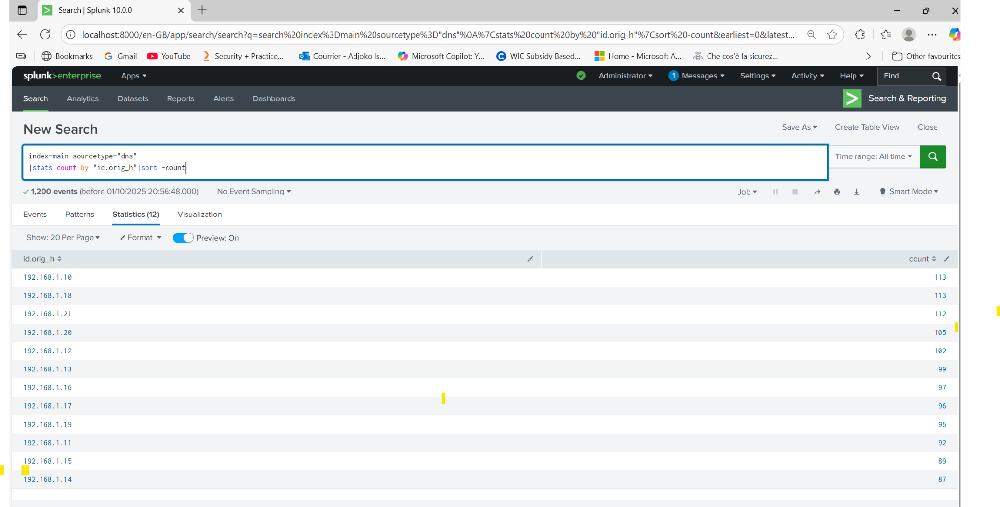 Search | Splunk 10.0.0
localhost:8000/en-GB/app/search/search?q=search%20index%3Dmain%20sourcetype%3D"dns"%0A%7Cstats%20count%20by%20"id.orig_h"%7Csort%20-count&earliest=0&latest...
Bookmarks Gmail YouTube Security + Practice... Courrier - Adjoko Is... Microsoft Copilot: Y... WIC Subsidy Based... Home - Microsoft A... Che cos'è la sicurez... Other favourites
splunk>enterprise Apps Administrator 1 Messages Settings Activity Help Find
Search Analytics Datasets Reports Alerts Dashboards Search & Reporting
New Search Save As Create Table View Close
index=main sourcetype="dns"
|stats count by "id.orig_h"|sort -count
Time range: All time
1,200 events (before 01/10/2025 20:56:48.000) No Event Sampling Job Smart Mode
Events Patterns Statistics (12) Visualization
Show: 20 Per Page Format Preview: On
id.orig_h count
192.168.1.10 113
192.168.1.18 113
192.168.1.21 112
192.168.1.20 105
192.168.1.12 102
192.168.1.13 99
192.168.1.16 97
192.168.1.17 96
192.168.1.19 95
192.168.1.11 92
192.168.1.15 89
192.168.1.14 87